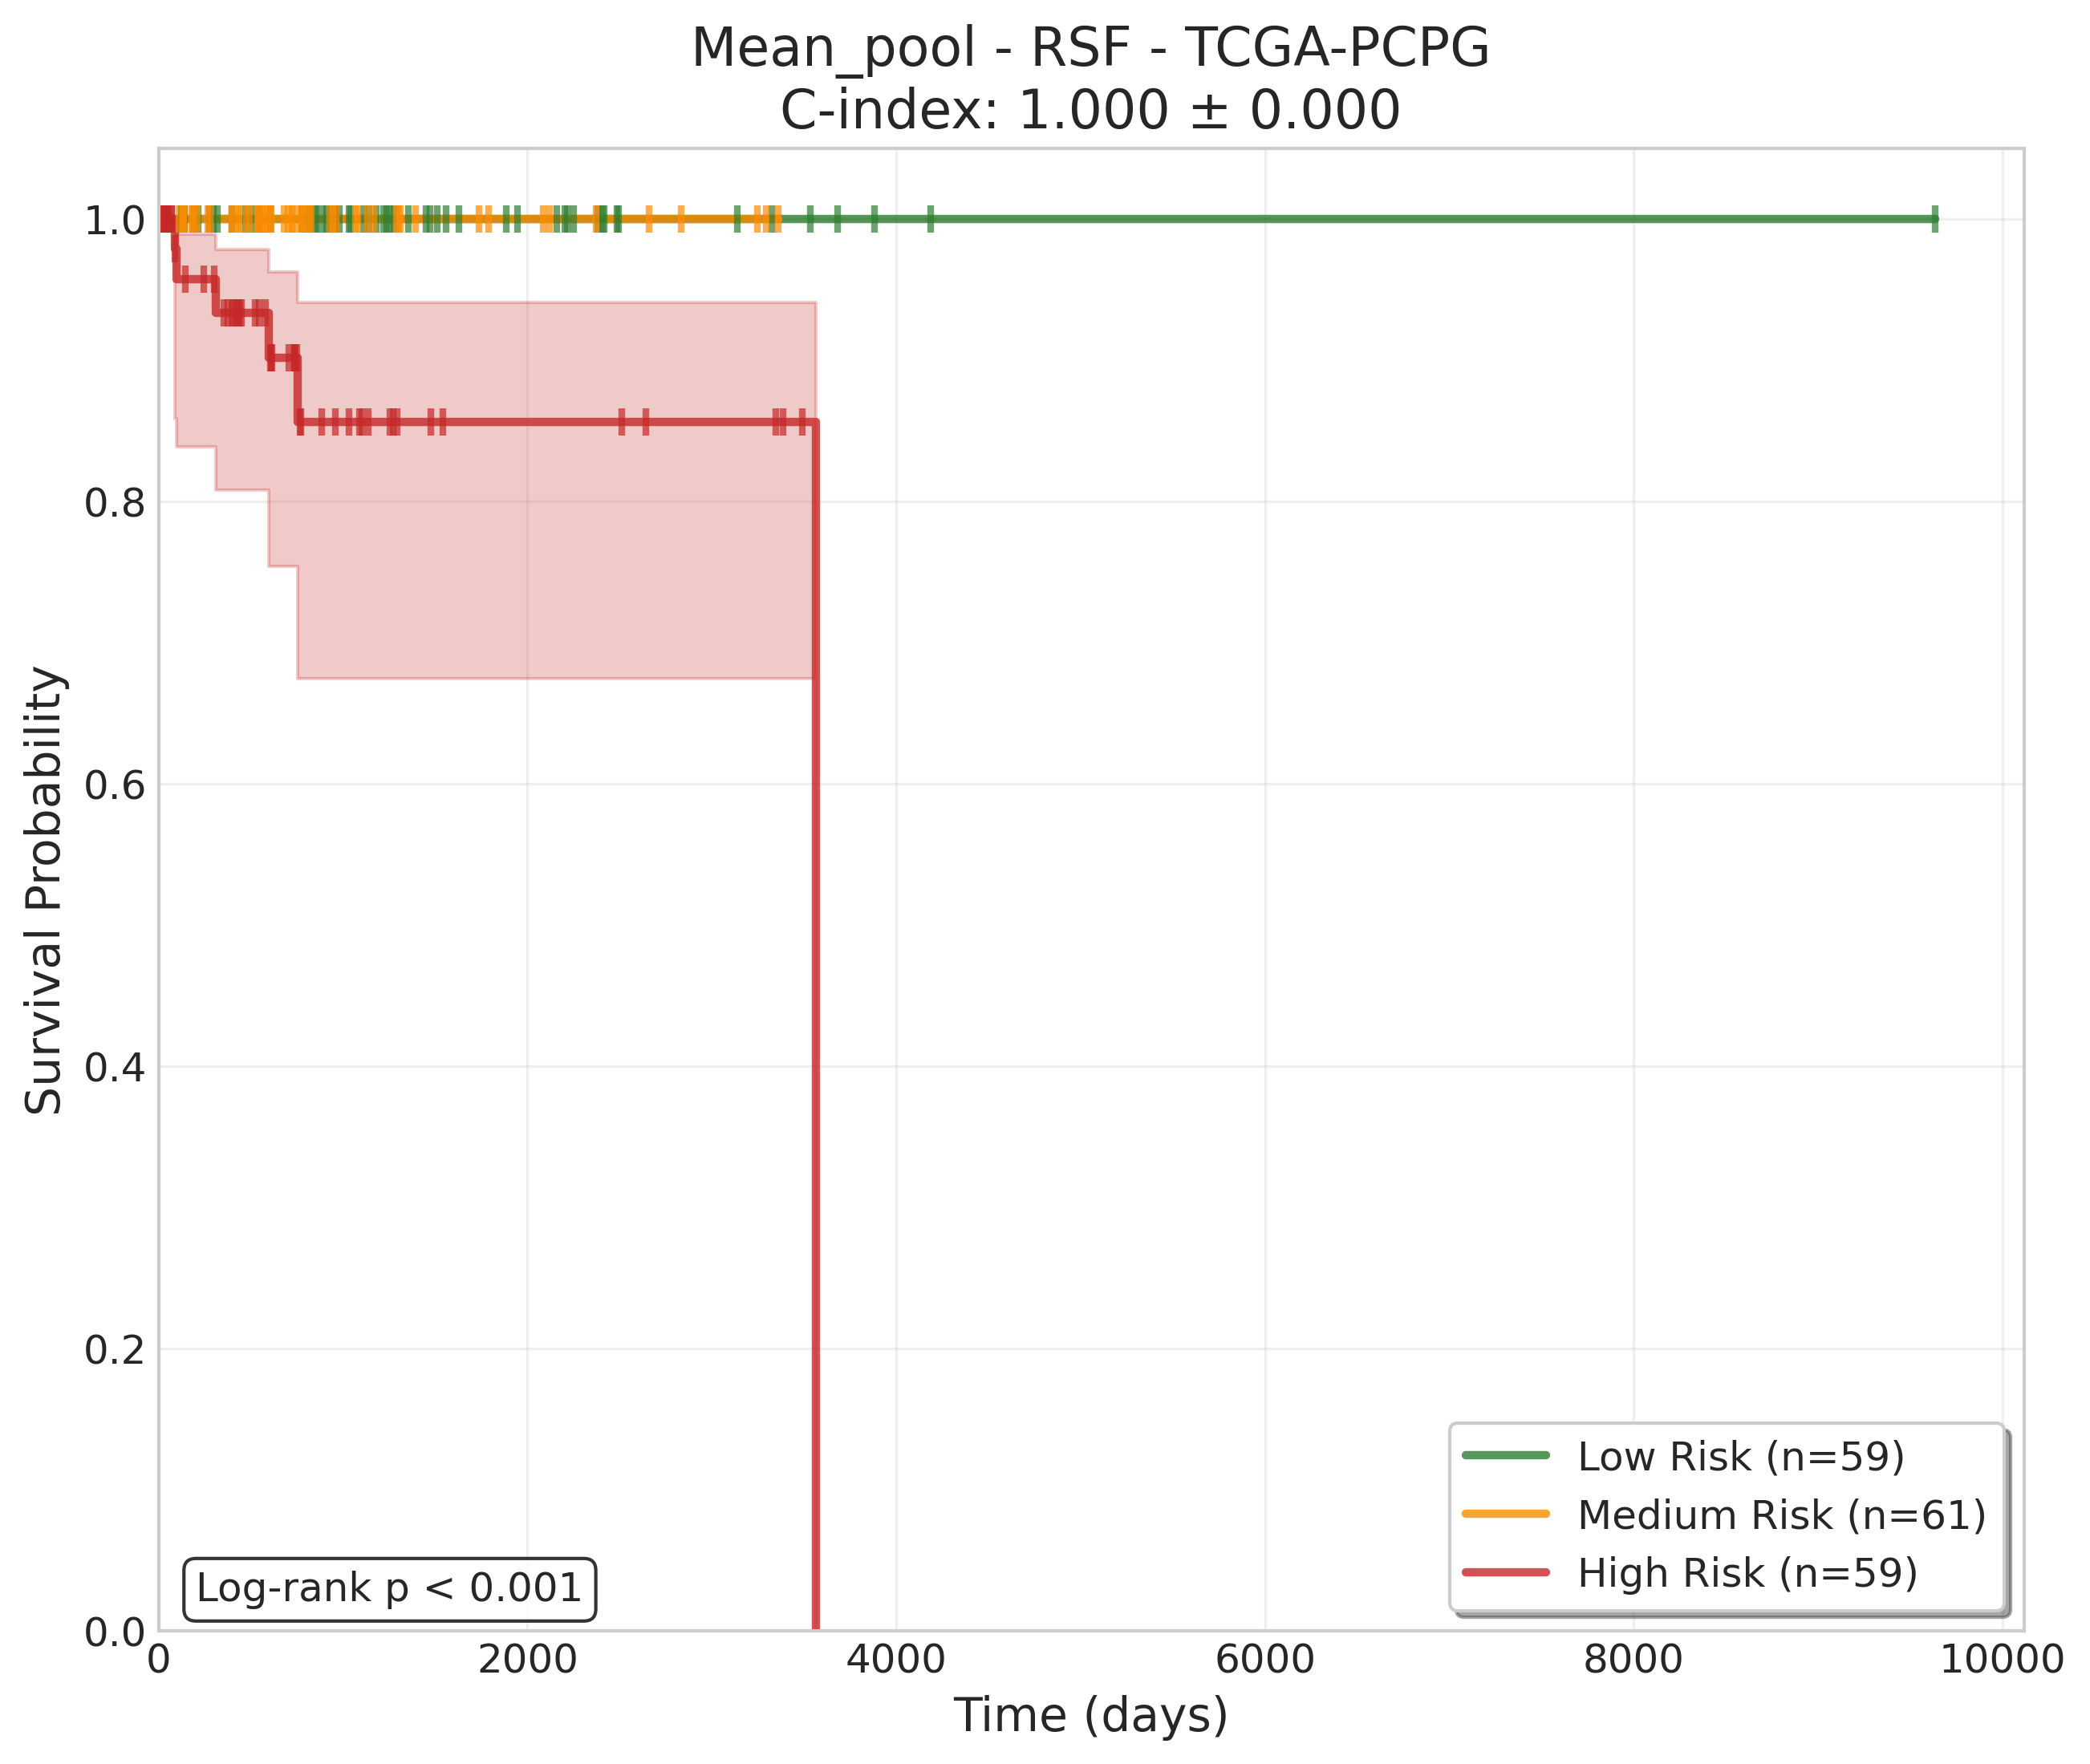 Mean_pool - RSF - TCGA-PCPG
C-index: 1.000 ± 0.000
Survival Probability
1.0
0.8
0.6
0.4
0.2
0.0
0
2000
4000
6000
8000
10000
Time (days)
Log-rank p < 0.001
Low Risk (n=59)
Medium Risk (n=61)
High Risk (n=59)